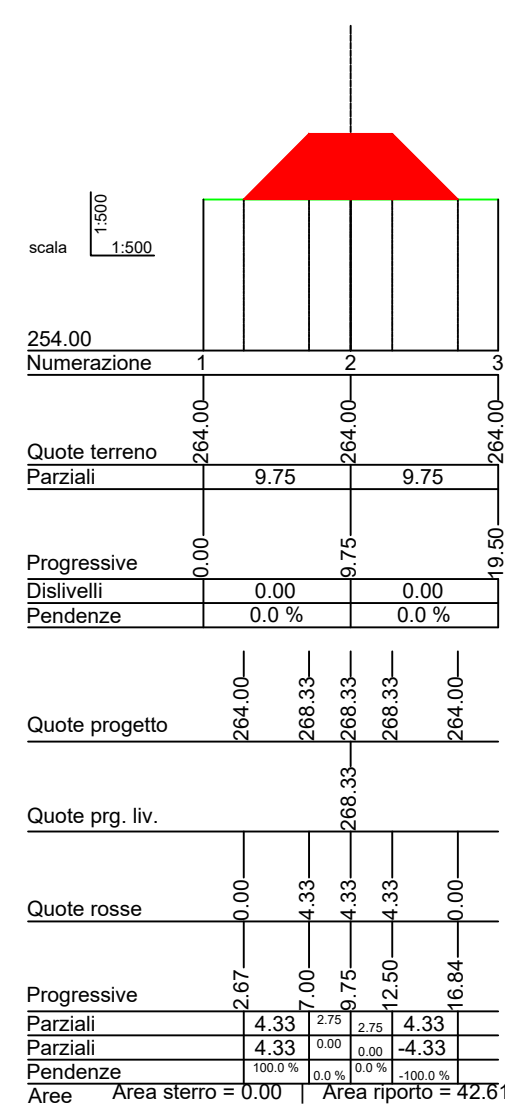 1:500
scala 1:500
254.00
Numerazione 1 2 3
Quote terreno 264.00 264.00 264.00
Parziali 9.75 9.75
Progressive 0.00 9.75 19.50
Dislivelli 0.00 0.00
Pendenze 0.0 % 0.0 %
Quote progetto 264.00 268.33 268.33 268.33 264.00
Quote prg. liv. 268.33
Quote rosse 0.00 4.33 4.33 4.33 0.00
Progressive 2.67 7.00 9.75 12.50 16.84
Parziali 4.33 2.75 2.75 4.33
Parziali 4.33 0.00 0.00 -4.33
Pendenze 100.0 % 0.0 % 0.0 % -100.0 %
Aree Area sterro = 0.00 | Area riporto = 42.61